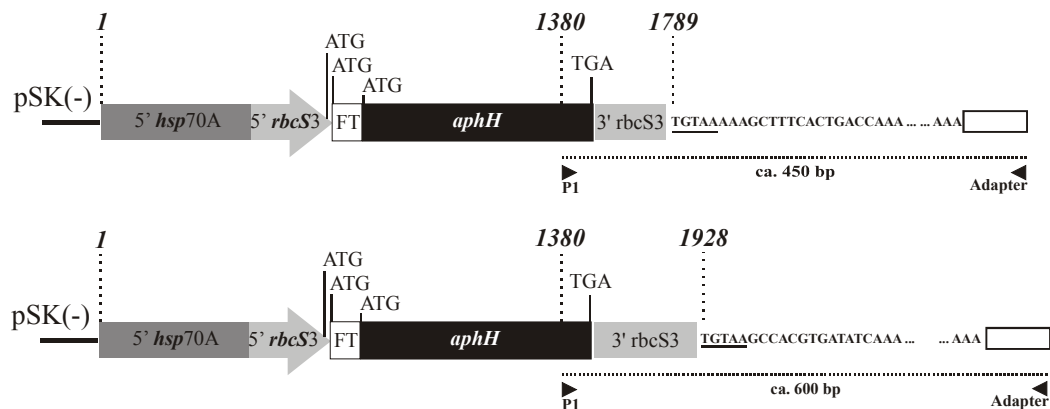 1 1380 1789
ATG
ATG
ATG TGA
pSK(-)
5' hsp70A 5' rbcS3 FT aphH 3' rbcS3 TGTAAAAAGCTTTCACTGACCAAA ... ... AAA
ca. 450 bp
P1 Adapter
1 1380 1928
ATG
ATG
ATG TGA
pSK(-)
5' hsp70A 5' rbcS3 FT aphH 3' rbcS3 TGTAAGCCACGTGATATCAAA ... ... AAA
ca. 600 bp
P1 Adapter